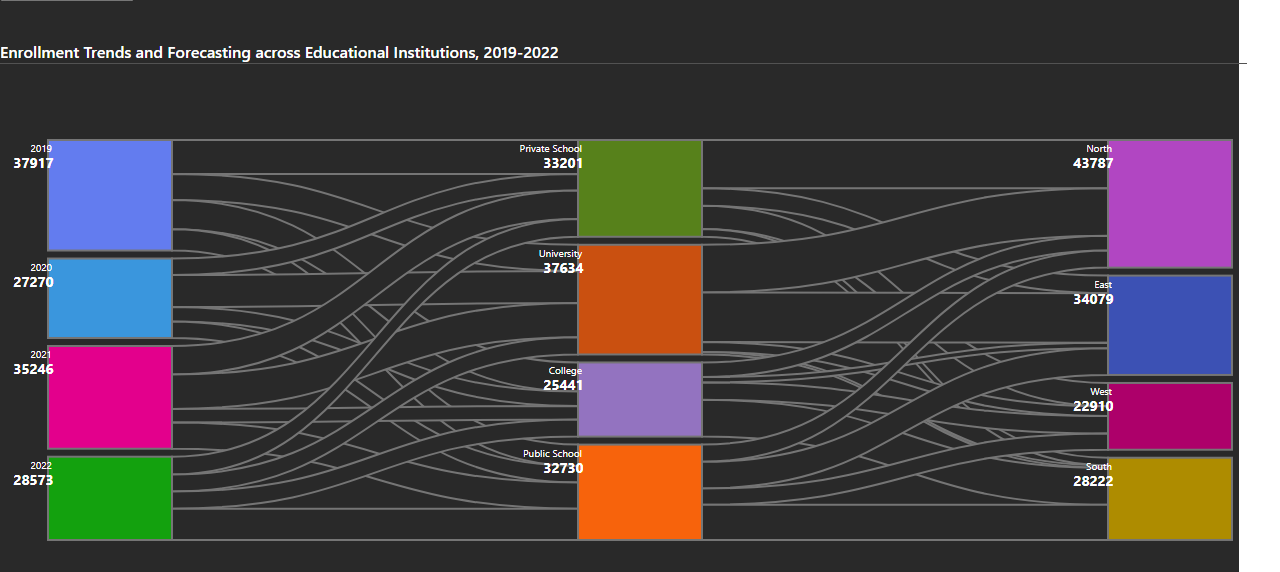 Enrollment Trends and Forecasting across Educational Institutions, 2019-2022
2019
37917
2020
27270
2021
35246
2022
28573
Private School
33201
University
37634
College
25441
Public School
32730
North
43787
East
34079
West
22910
South
28222